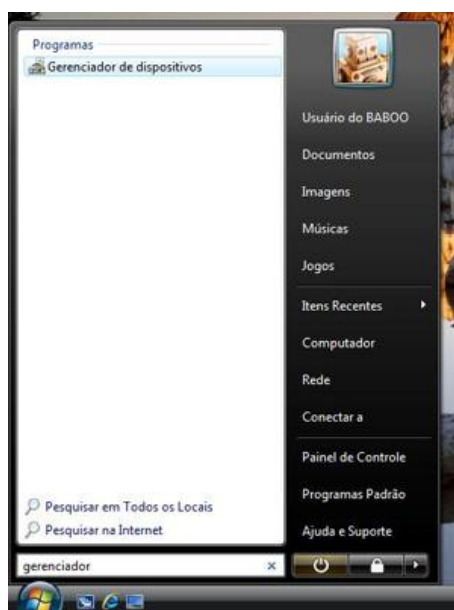 Programas
Gerenciador de dispositivos
Pesquisar em Todos os Locais
Pesquisar na Internet
gerenciador
Usuário do BABOO
Documentos
Imagens
Músicas
Jogos
Itens Recentes
Computador
Rede
Conectar a
Painel de Controle
Programas Padrão
Ajuda e Suporte